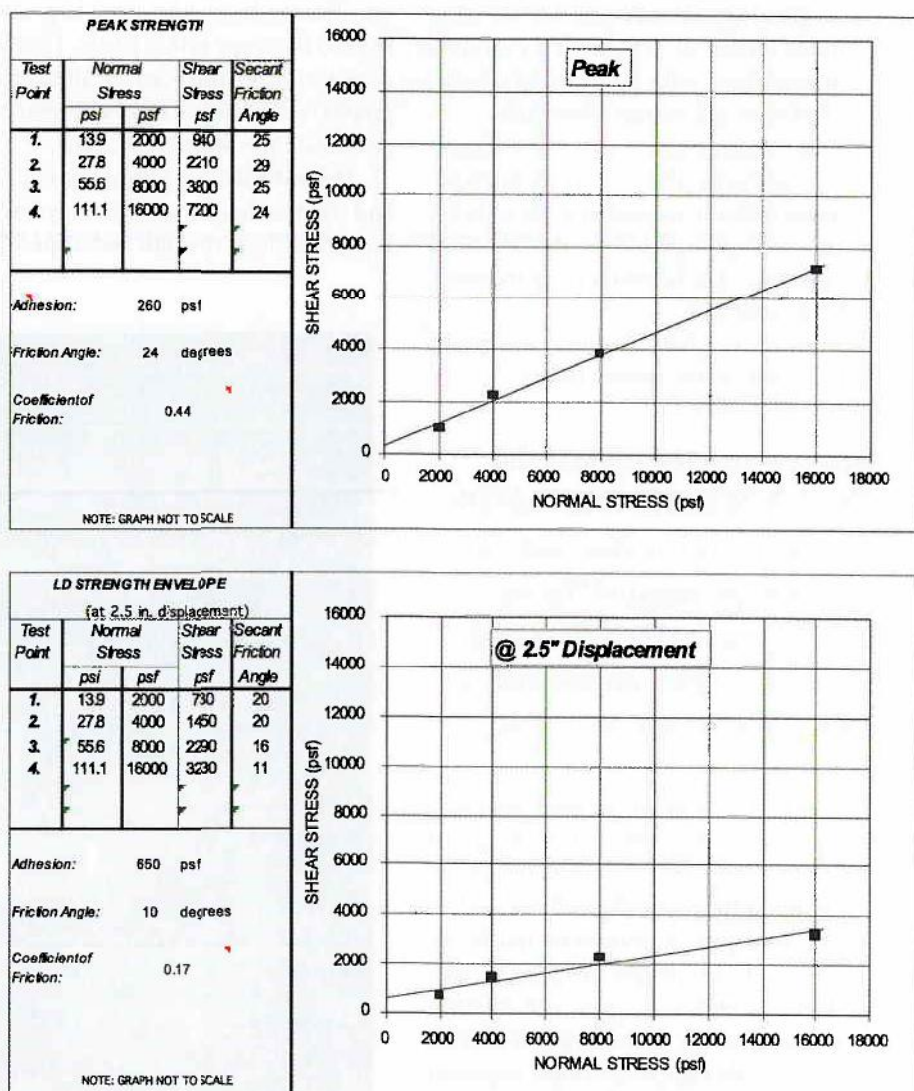 PEAK STRENGTH
Test Point Normal Stress Shear Stress Secant Friction Angle
psi psf psf
1. 13.9 2000 940 25
2. 27.8 4000 2210 29
3. 55.6 8000 3800 25
4. 111.1 16000 7200 24
Adhesion: 260 psf
Friction Angle: 24 degrees
Coefficient of Friction: 0.44
NOTE: GRAPH NOT TO SCALE
Peak
SHEAR STRESS (psf)
16000
14000
12000
10000
8000
6000
4000
2000
0
0 2000 4000 6000 8000 10000 12000 14000 16000 18000
NORMAL STRESS (psf)
LD STRENGTH ENVELOPE
(at 2.5 in. displacement)
Test Point Normal Stress Shear Stress Secant Friction Angle
psi psf psf
1. 13.9 2000 730 20
2. 27.8 4000 1450 20
3. 55.6 8000 2290 16
4. 111.1 16000 3230 11
Adhesion: 650 psf
Friction Angle: 10 degrees
Coefficient of Friction: 0.17
NOTE: GRAPH NOT TO SCALE
@ 2.5" Displacement
SHEAR STRESS (psf)
16000
14000
12000
10000
8000
6000
4000
2000
0
0 2000 4000 6000 8000 10000 12000 14000 16000 18000
NORMAL STRESS (psf)